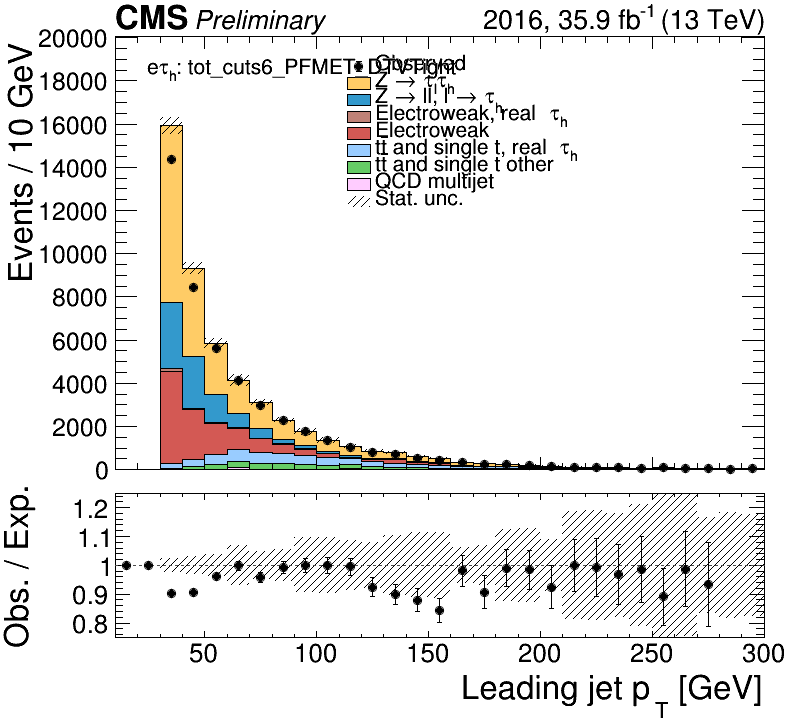 CMS Preliminary 2016, 35.9 fb⁻¹ (13 TeV)
eτh: tot_cuts6_PFMET
Observed
Z → ττh
Z → ll, l → τh
Electroweak, real τh
Electroweak
tt̄ and single t, real τh
tt̄ and single t other
QCD multijet
Stat. unc.
Events / 10 GeV
20000
18000
16000
14000
12000
10000
8000
6000
4000
2000
0
Obs. / Exp.
1.2
1.1
1
0.9
0.8
50 100 150 200 250 300
Leading jet pT [GeV]